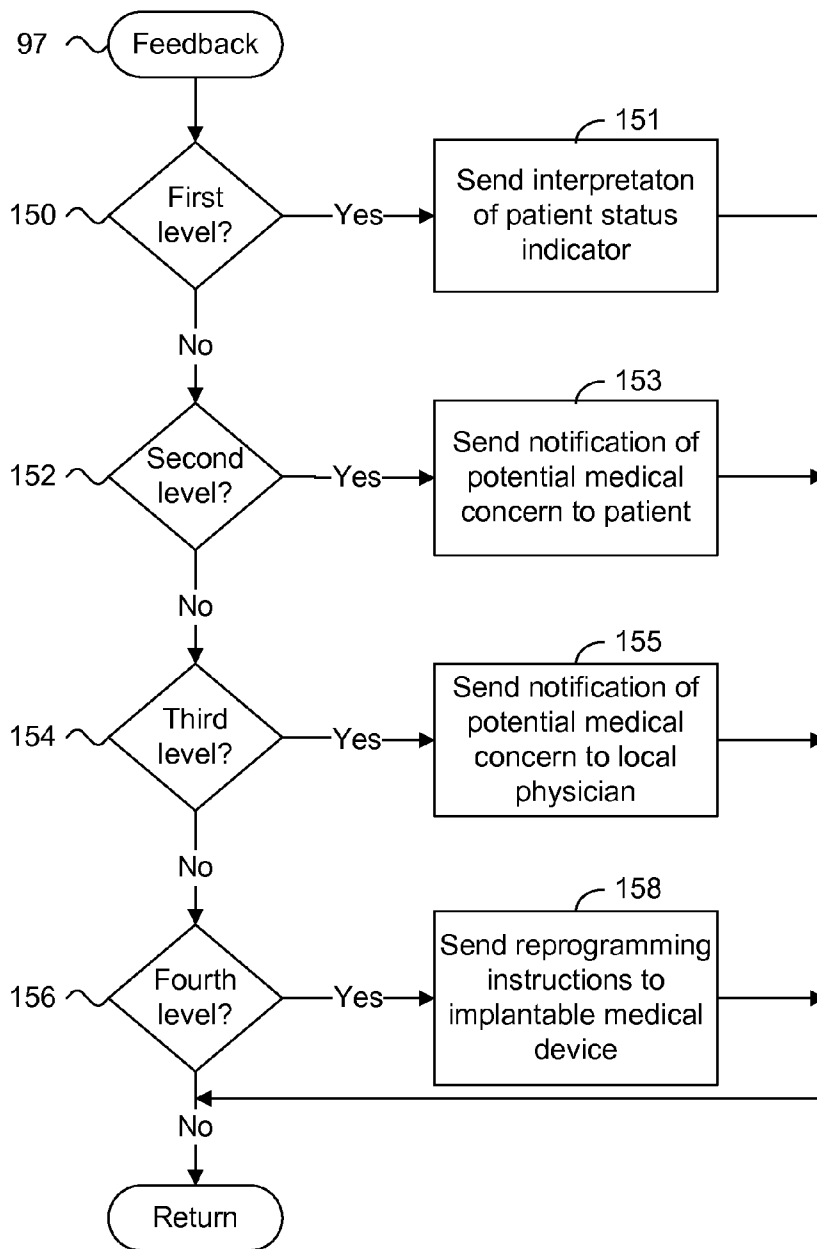 97
Feedback
151
150
First
level?
Yes
Send interpretaton
of patient status
indicator
No
153
152
Second
level?
Yes
Send notification of
potential medical
concern to patient
No
155
154
Third
level?
Yes
Send notification of
potential medical
concern to local
physician
No
158
156
Fourth
level?
Yes
Send reprogramming
instructions to
implantable medical
device
No
Return